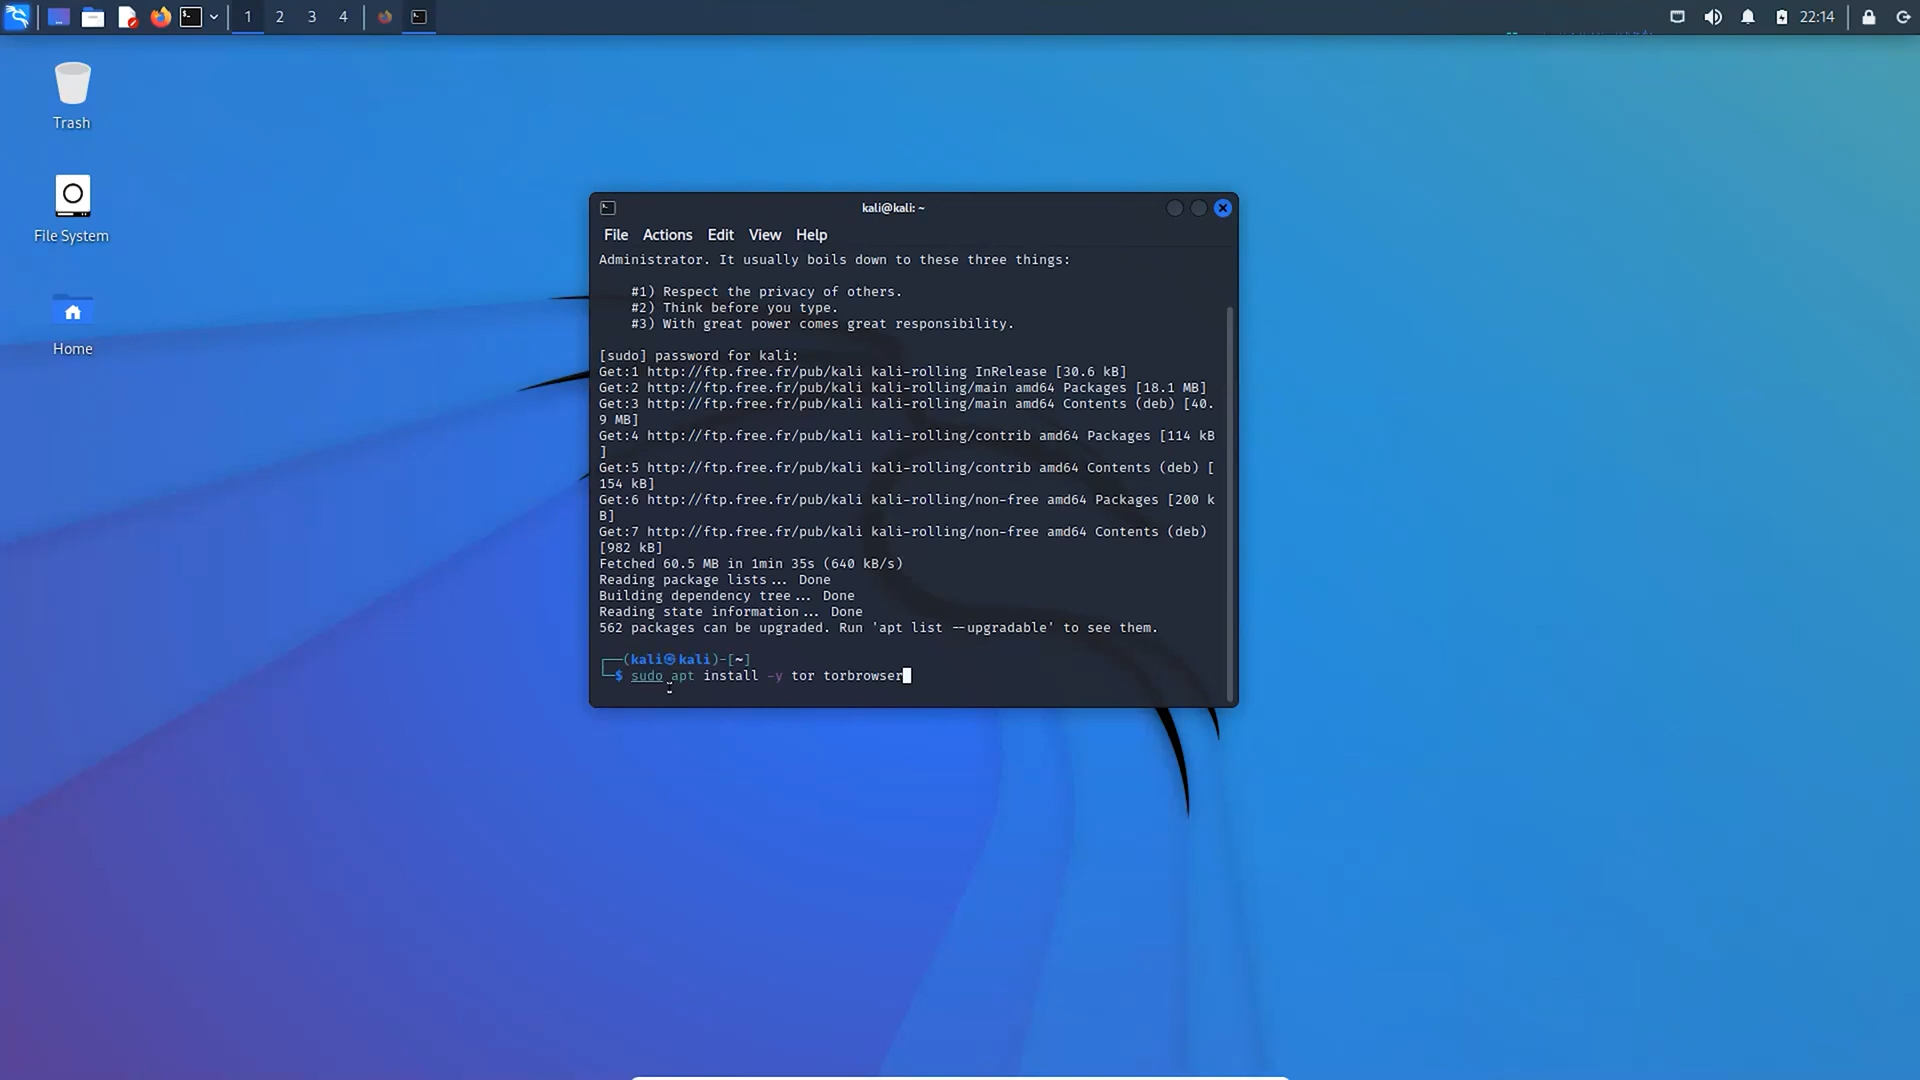 1 2 3 4 22:14
Trash
File System
Home
kali@kali: ~
File Actions Edit View Help
Administrator. It usually boils down to these three things:
#1) Respect the privacy of others.
#2) Think before you type.
#3) With great power comes great responsibility.
[sudo] password for kali:
Get:1 http://ftp.free.fr/pub/kali kali-rolling InRelease [30.6 kB]
Get:2 http://ftp.free.fr/pub/kali kali-rolling/main amd64 Packages [18.1 MB]
Get:3 http://ftp.free.fr/pub/kali kali-rolling/main amd64 Contents (deb) [40.
9 MB]
Get:4 http://ftp.free.fr/pub/kali kali-rolling/contrib amd64 Packages [114 kB
]
Get:5 http://ftp.free.fr/pub/kali kali-rolling/contrib amd64 Contents (deb) [
154 kB]
Get:6 http://ftp.free.fr/pub/kali kali-rolling/non-free amd64 Packages [200 k
B]
Get:7 http://ftp.free.fr/pub/kali kali-rolling/non-free amd64 Contents (deb)
[982 kB]
Fetched 60.5 MB in 1min 35s (640 kB/s)
Reading package lists... Done
Building dependency tree... Done
Reading state information... Done
562 packages can be upgraded. Run 'apt list --upgradable' to see them.
┌──(kali㉿kali)-[~]
└─$ sudo apt install -y tor torbrowser